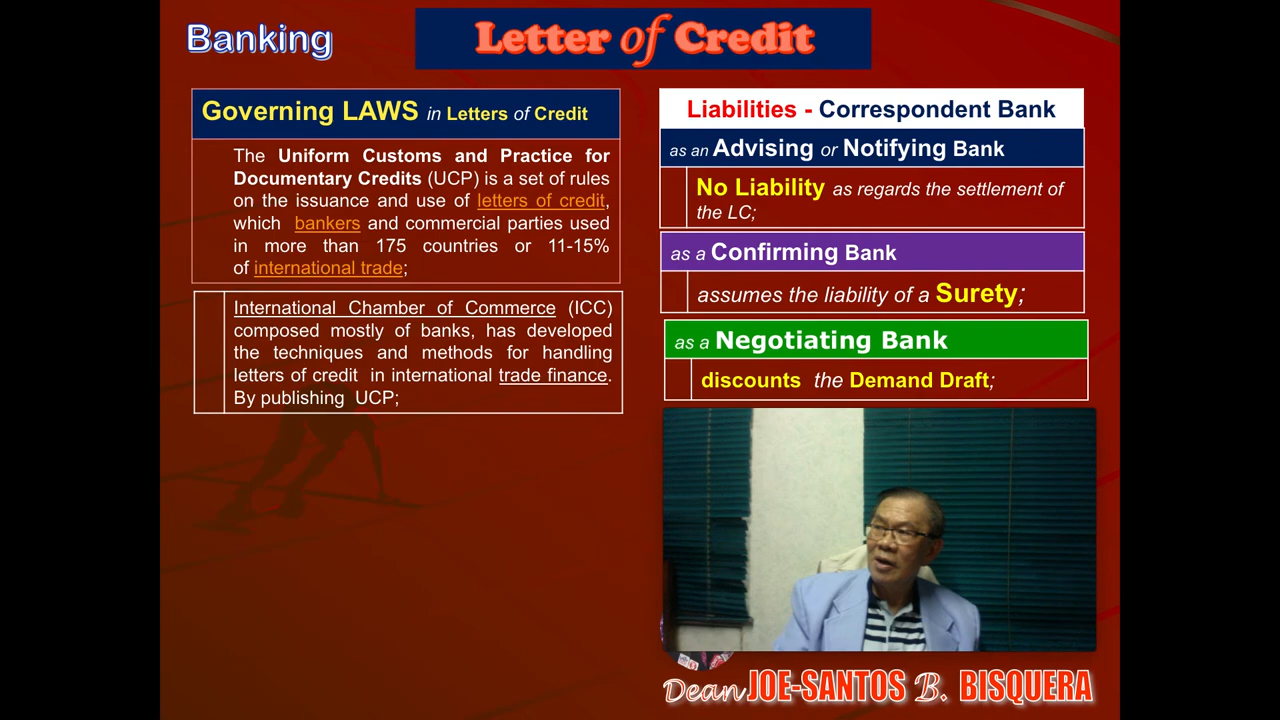 Banking
Letter of Credit
Governing LAWS in Letters of Credit
The Uniform Customs and Practice for
Documentary Credits (UCP) is a set of rules
on the issuance and use of letters of credit,
which bankers and commercial parties used
in more than 175 countries or 11-15%
of international trade;
International Chamber of Commerce (ICC)
composed mostly of banks, has developed
the techniques and methods for handling
letters of credit in international trade finance.
By publishing UCP;
Liabilities - Correspondent Bank
as an Advising or Notifying Bank
No Liability as regards the settlement of
the LC;
as a Confirming Bank
assumes the liability of a Surety;
as a Negotiating Bank
discounts the Demand Draft;
Dean JOE-SANTOS B. BISQUERA